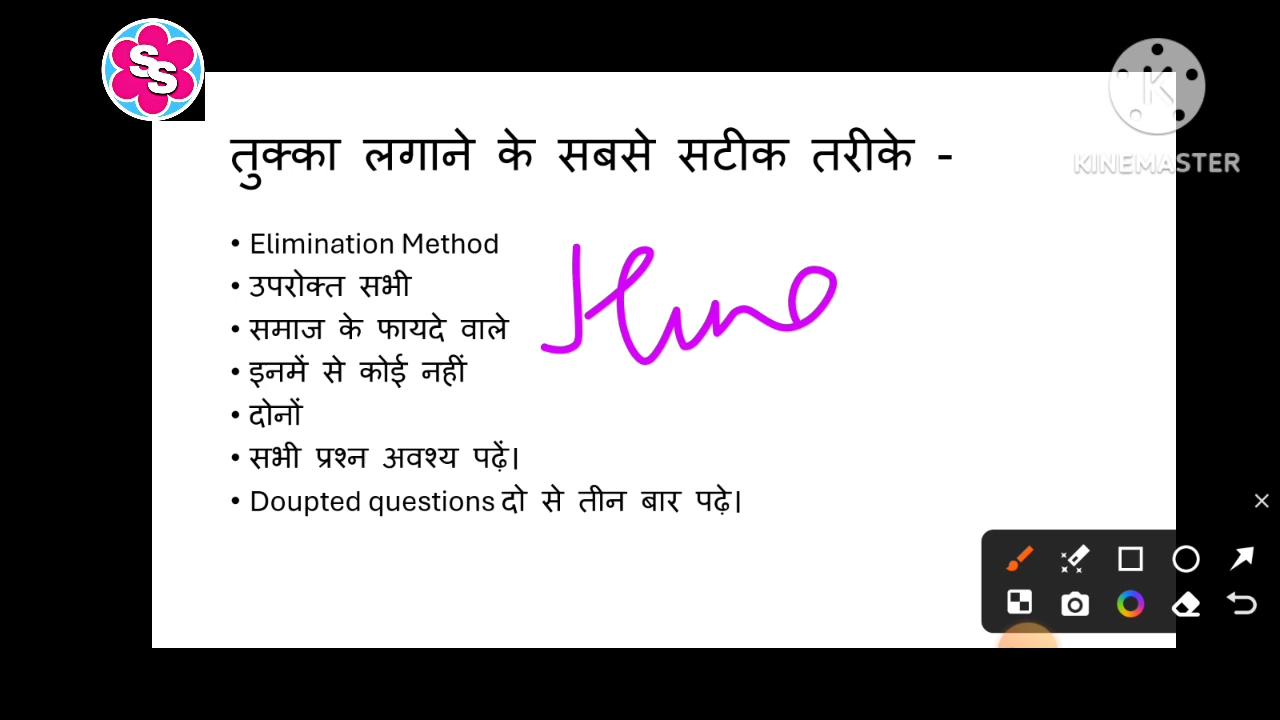 SS
KINEMASTER
तुक्का लगाने के सबसे सटीक तरीके -
• Elimination Method
• उपरोक्त सभी
• समाज के फायदे वाले
• इनमें से कोई नहीं
• दोनों
• सभी प्रश्न अवश्य पढ़ें।
• Doupted questions दो से तीन बार पढ़े।